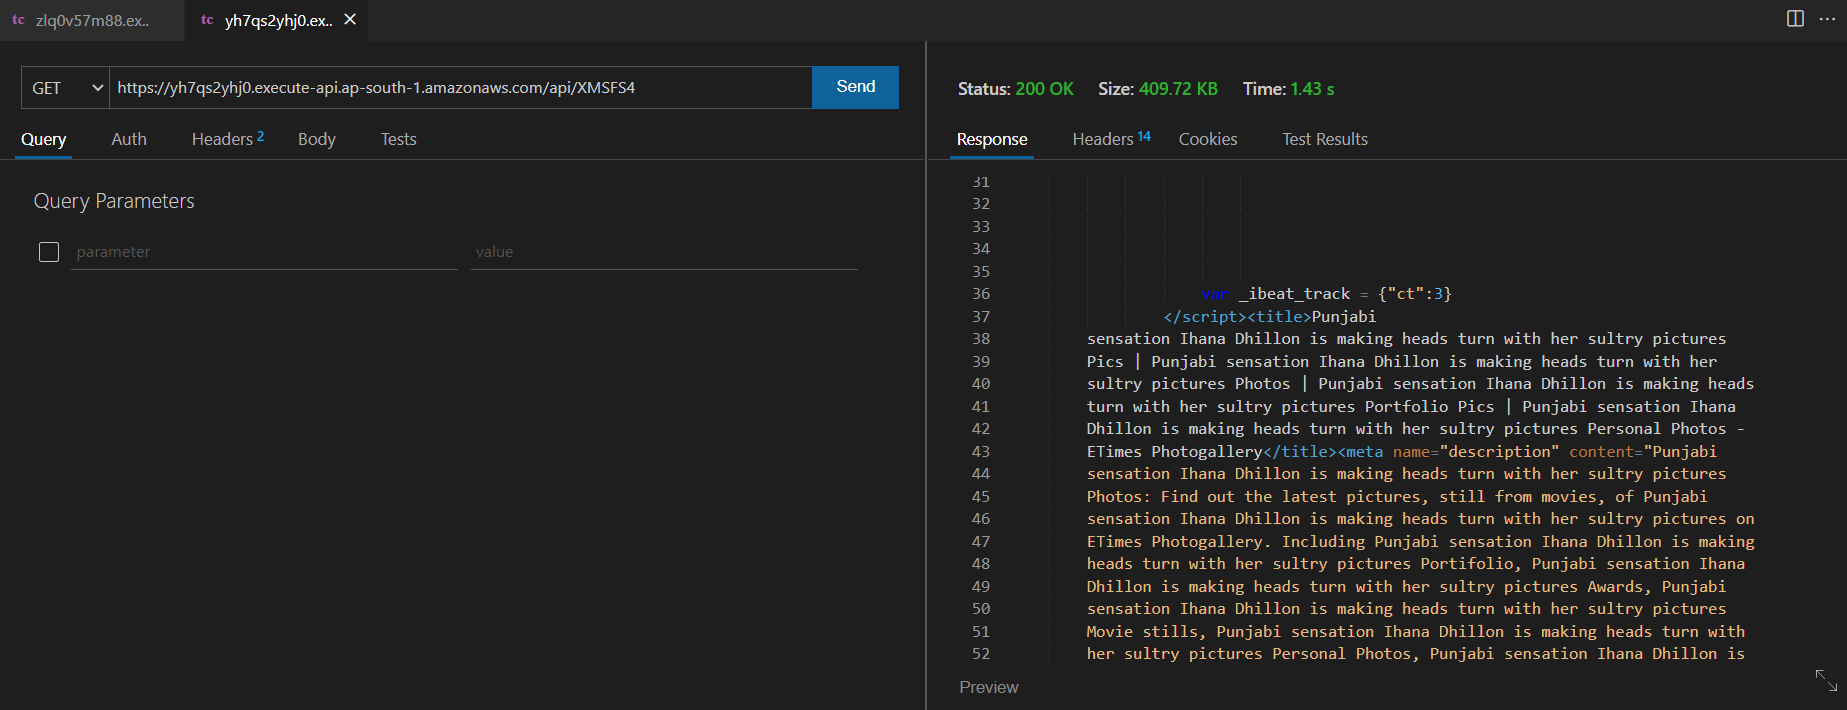 tc zlq0v57m88.ex..
tc yh7qs2yhj0.ex..
GET https://yh7qs2yhj0.execute-api.ap-south-1.amazonaws.com/api/XMSFS4 Send
Query Auth Headers 2 Body Tests
Query Parameters
parameter value
Status: 200 OK Size: 409.72 KB Time: 1.43 s
Response Headers 14 Cookies Test Results
31
32
33
34
35
36 var _ibeat_track = {"ct":3}
37 </script><title>Punjabi
38 sensation Ihana Dhillon is making heads turn with her sultry pictures
39 Pics | Punjabi sensation Ihana Dhillon is making heads turn with her
40 sultry pictures Photos | Punjabi sensation Ihana Dhillon is making heads
41 turn with her sultry pictures Portfolio Pics | Punjabi sensation Ihana
42 Dhillon is making heads turn with her sultry pictures Personal Photos -
43 ETimes Photogallery</title><meta name="description" content="Punjabi
44 sensation Ihana Dhillon is making heads turn with her sultry pictures
45 Photos: Find out the latest pictures, still from movies, of Punjabi
46 sensation Ihana Dhillon is making heads turn with her sultry pictures on
47 ETimes Photogallery. Including Punjabi sensation Ihana Dhillon is making
48 heads turn with her sultry pictures Portifolio, Punjabi sensation Ihana
49 Dhillon is making heads turn with her sultry pictures Awards, Punjabi
50 sensation Ihana Dhillon is making heads turn with her sultry pictures
51 Movie stills, Punjabi sensation Ihana Dhillon is making heads turn with
52 her sultry pictures Personal Photos, Punjabi sensation Ihana Dhillon is
Preview